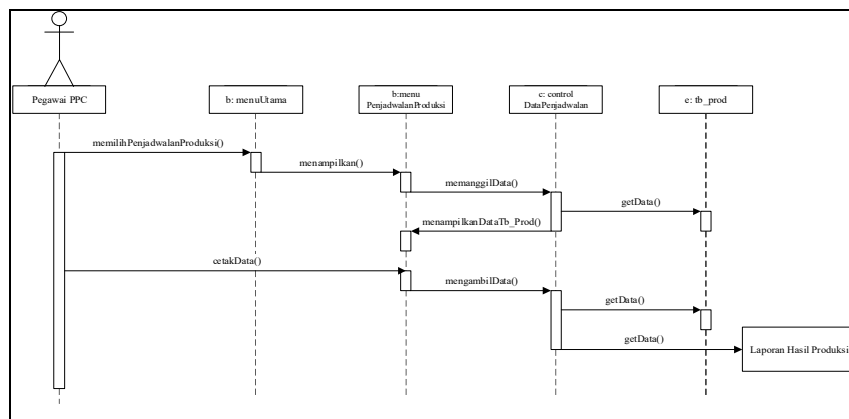 Pegawai PPC
b: menuUtama
b:menu
PenjadwalanProduksi
c: control
DataPenjadwalan
e: tb_prod
memilihPenjadwalanProduksi()
menampilkan()
memanggilData()
getData()
menampilkanDataTb_Prod()
cetakData()
mengambilData()
getData()
getData()
Laporan Hasil Produksi